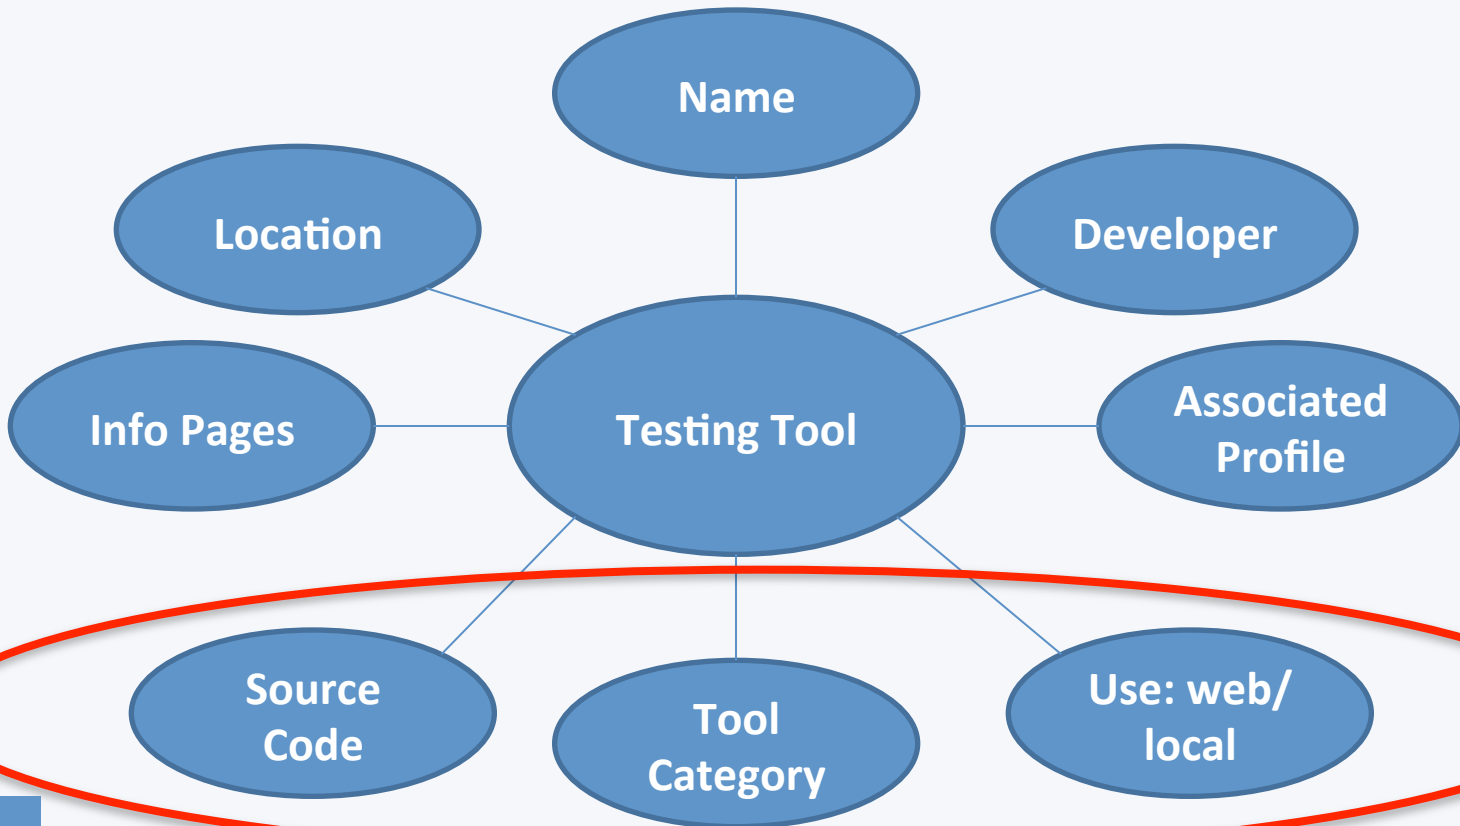 Name
Location
Developer
Info Pages
Testing Tool
Associated
Profile
Source
Code
Tool
Category
Use: web/
local